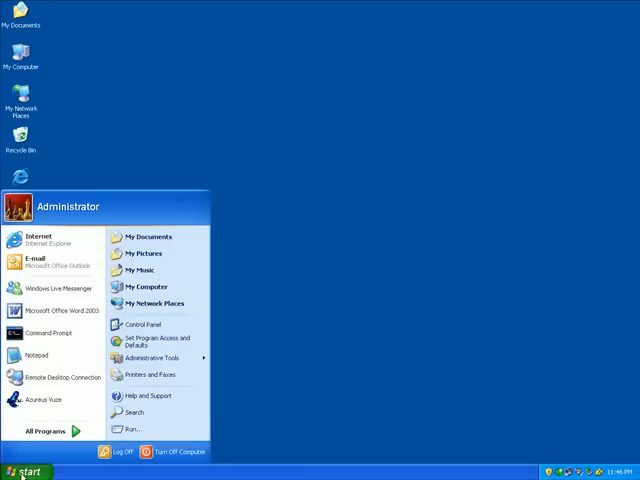 My Documents
My Computer
My Network
Places
Recycle Bin
Administrator
Internet
Internet Explorer
E-mail
Microsoft Office Outlook
Windows Live Messenger
Microsoft Office Word 2003
Command Prompt
Notepad
Remote Desktop Connection
Azureus Vuze
All Programs
My Documents
My Pictures
My Music
My Computer
My Network Places
Control Panel
Set Program Access and
Defaults
Administrative Tools
Printers and Faxes
Help and Support
Search
Run...
Log Off
Turn Off Computer
start
11:46 PM